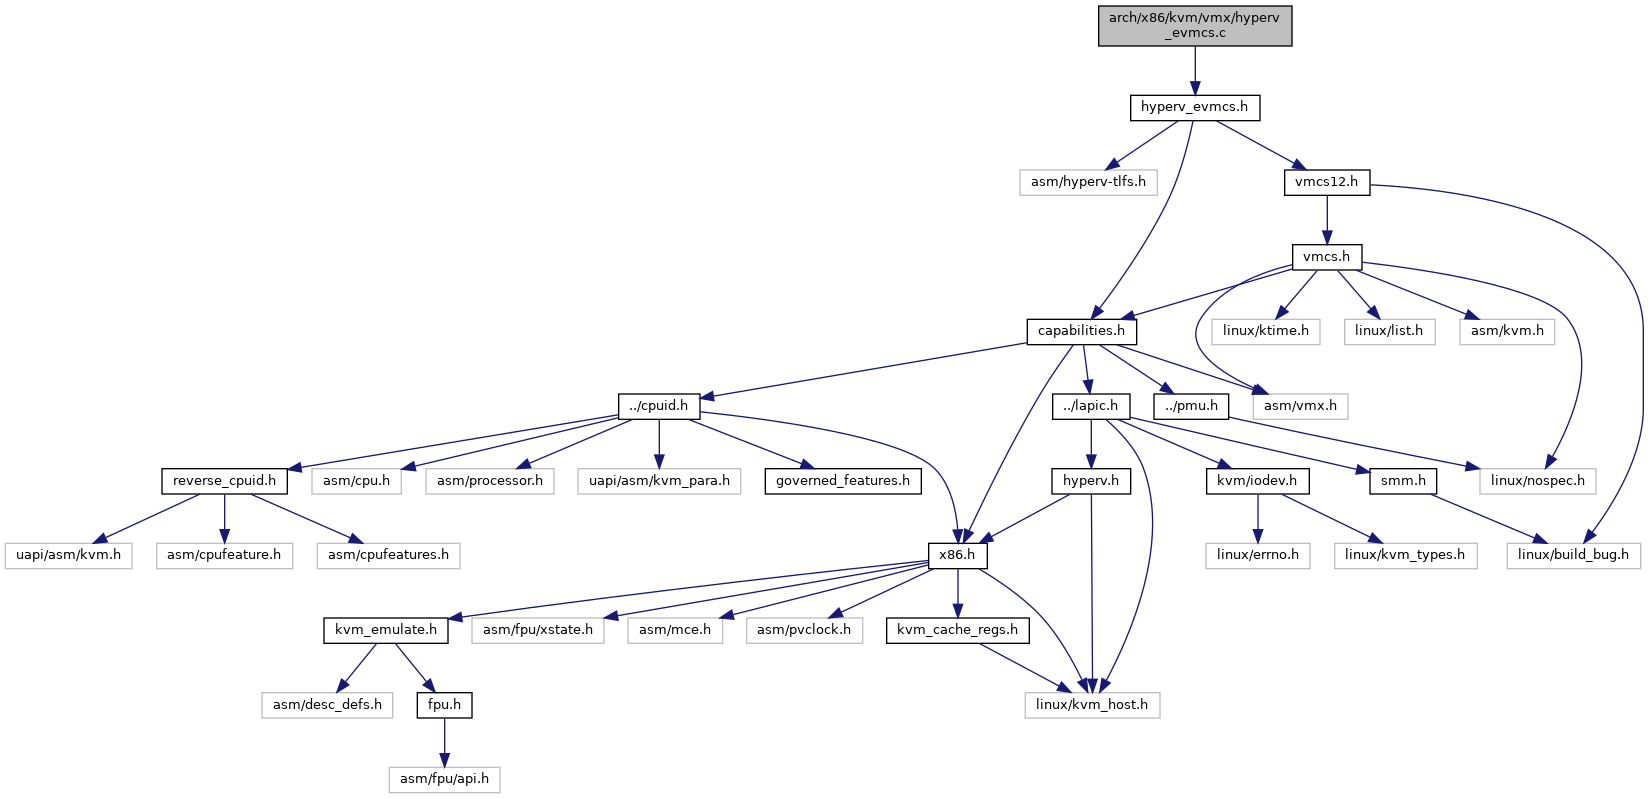 arch/x86/kvm/vmx/hyperv
_evmcs.c
hyperv_evmcs.h
asm/hyperv-tlfs.h
vmcs12.h
vmcs.h
capabilities.h
linux/ktime.h
linux/list.h
asm/kvm.h
../cpuid.h
../lapic.h
../pmu.h
asm/vmx.h
reverse_cpuid.h
asm/cpu.h
asm/processor.h
uapi/asm/kvm_para.h
governed_features.h
hyperv.h
kvm/iodev.h
smm.h
linux/nospec.h
uapi/asm/kvm.h
asm/cpufeature.h
asm/cpufeatures.h
x86.h
linux/errno.h
linux/kvm_types.h
linux/build_bug.h
kvm_emulate.h
asm/fpu/xstate.h
asm/mce.h
asm/pvclock.h
kvm_cache_regs.h
asm/desc_defs.h
fpu.h
linux/kvm_host.h
asm/fpu/api.h